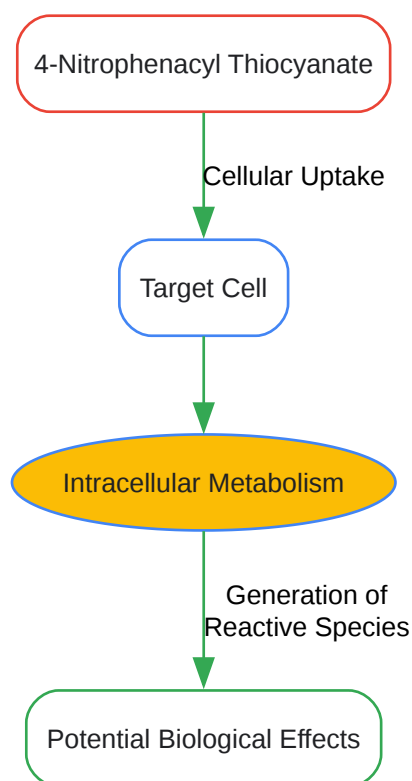 4-Nitrophenacyl Thiocyanate
Cellular Uptake
Target Cell
Intracellular Metabolism
Generation of
Reactive Species
Potential Biological Effects